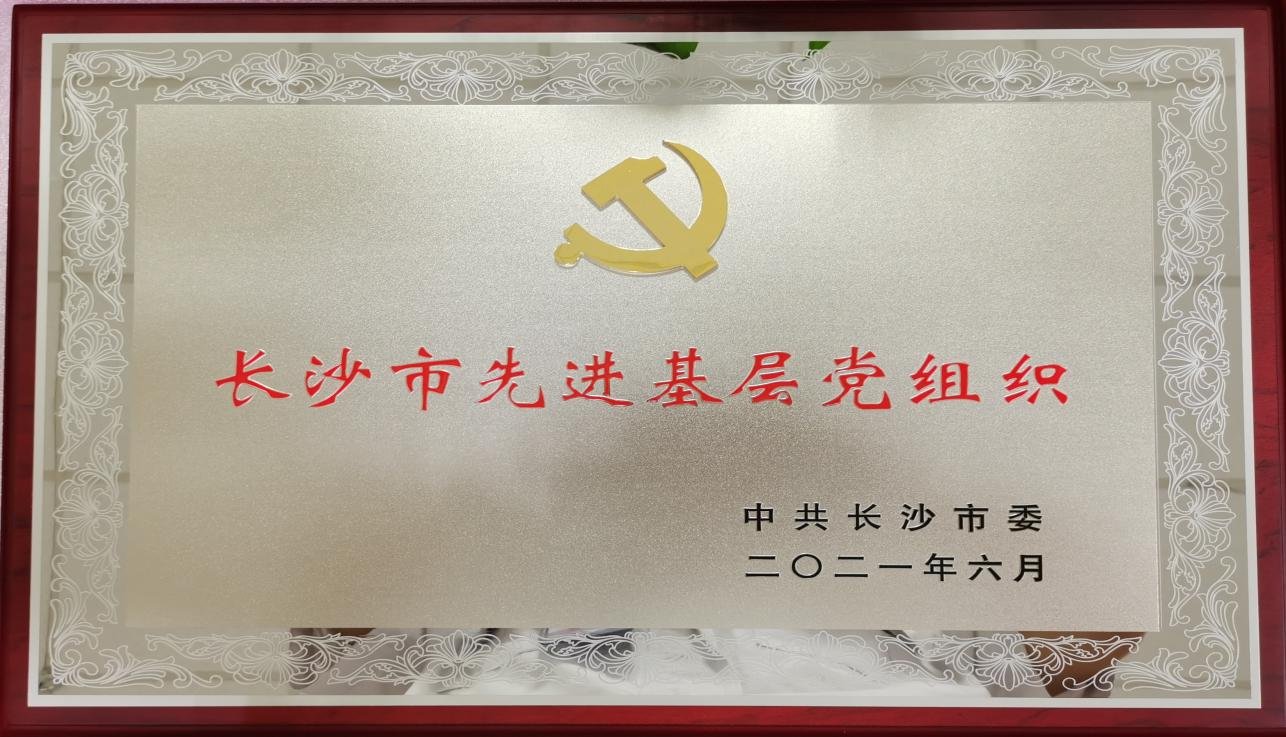 长沙市先进基层党组织
中共长沙市委
二〇二一年六月